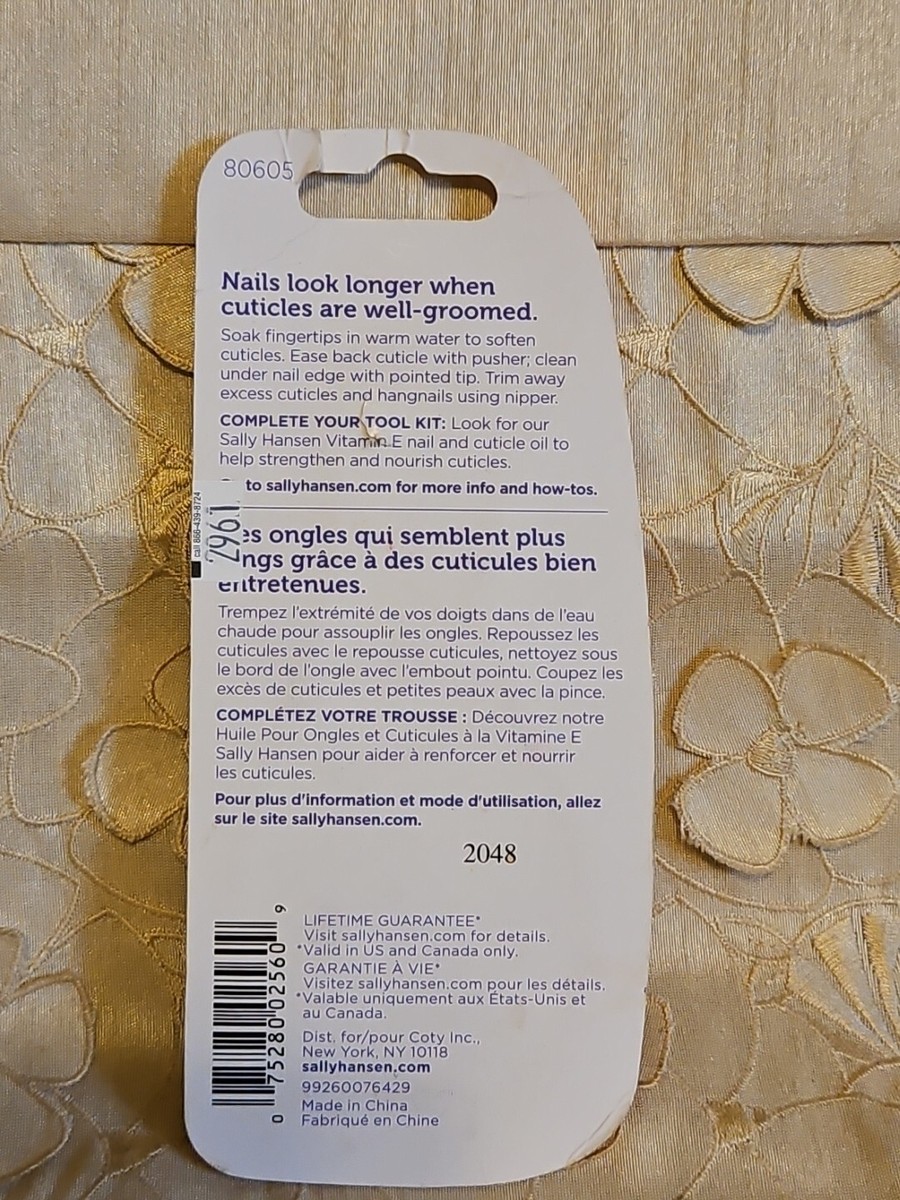 80605
Nails look longer when
cuticles are well-groomed.
Soak fingertips in warm water to soften
cuticles. Ease back cuticle with pusher; clean
under nail edge with pointed tip. Trim away
excess cuticles and hangnails using nipper.
COMPLETE YOUR TOOL KIT: Look for our
Sally Hansen Vitamin E nail and cuticle oil to
help strengthen and nourish cuticles.
to sallyhansen.com for more info and how-tos.
call 866-439-8724
2961
es ongles qui semblent plus
ngs grâce à des cuticules bien
entretenues.
Trempez l'extrémité de vos doigts dans de l'eau
chaude pour assouplir les ongles. Repoussez les
cuticules avec le repousse cuticules, nettoyez sous
le bord de l'ongle avec l'embout pointu. Coupez les
excès de cuticules et petites peaux avec la pince.
COMPLÉTEZ VOTRE TROUSSE : Découvrez notre
Huile Pour Ongles et Cuticules à la Vitamine E
Sally Hansen pour aider à renforcer et nourrir
les cuticules.
Pour plus d'information et mode d'utilisation, allez
sur le site sallyhansen.com.
2048
LIFETIME GUARANTEE*
Visit sallyhansen.com for details.
*Valid in US and Canada only.
GARANTIE À VIE*
Visitez sallyhansen.com pour les détails.
*Valable uniquement aux États-Unis et
au Canada.
Dist. for/pour Coty Inc.,
New York, NY 10118
sallyhansen.com
99260076429
Made in China
Fabriqué en Chine
0 75280 02560 9